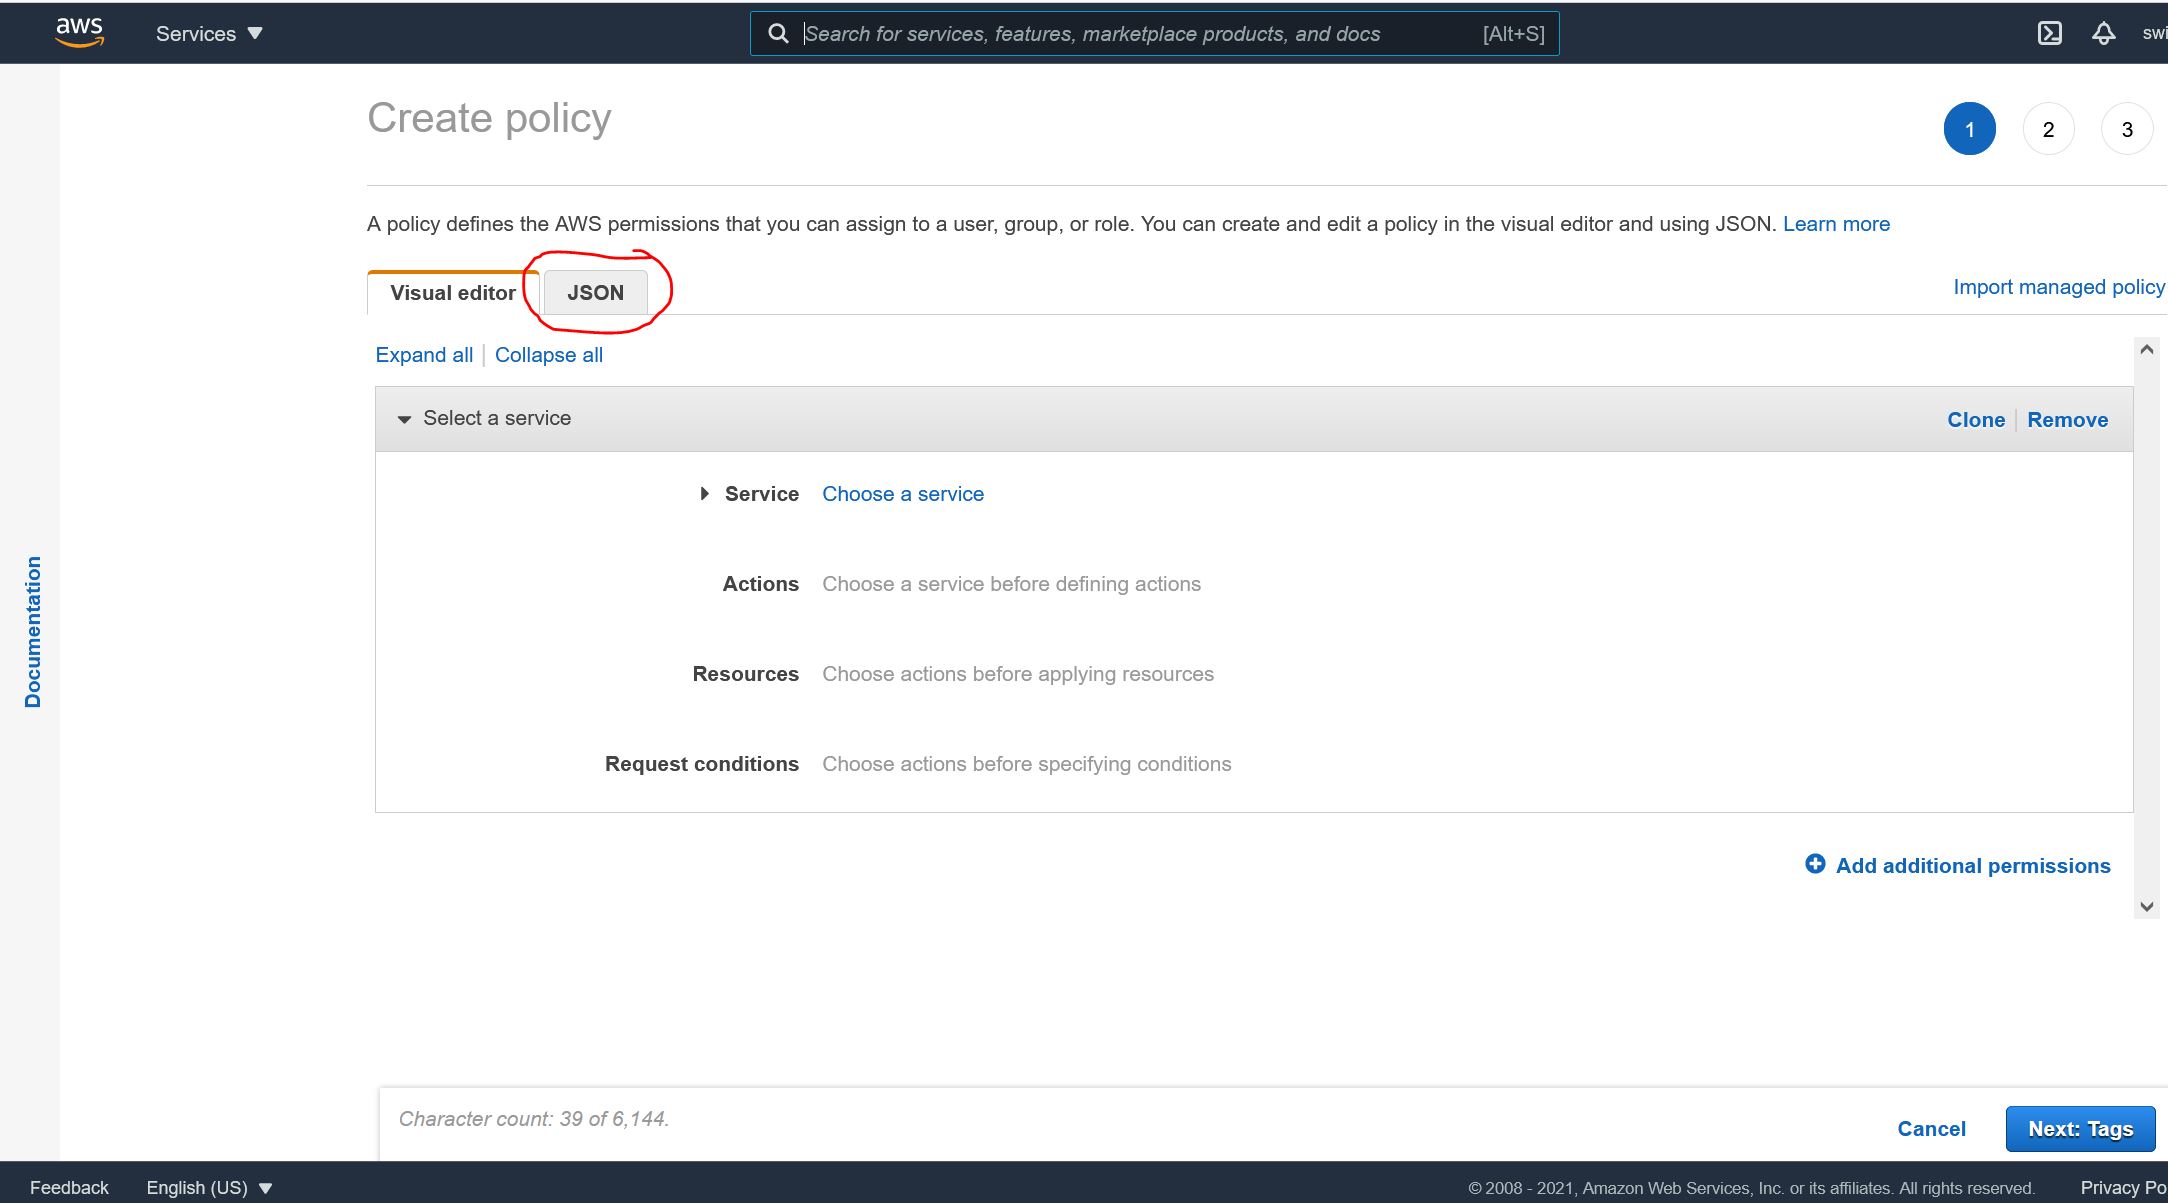 aws Services Search for services, features, marketplace products, and docs [Alt+S] swi
Create policy 1 2 3
A policy defines the AWS permissions that you can assign to a user, group, or role. You can create and edit a policy in the visual editor and using JSON. Learn more
Visual editor JSON Import managed policy
Expand all Collapse all
Select a service Clone Remove
Service Choose a service
Actions Choose a service before defining actions
Resources Choose actions before applying resources
Request conditions Choose actions before specifying conditions
Documentation
Add additional permissions
Character count: 39 of 6,144.
Cancel Next: Tags
Feedback English (US) © 2008 - 2021, Amazon Web Services, Inc. or its affiliates. All rights reserved. Privacy Po